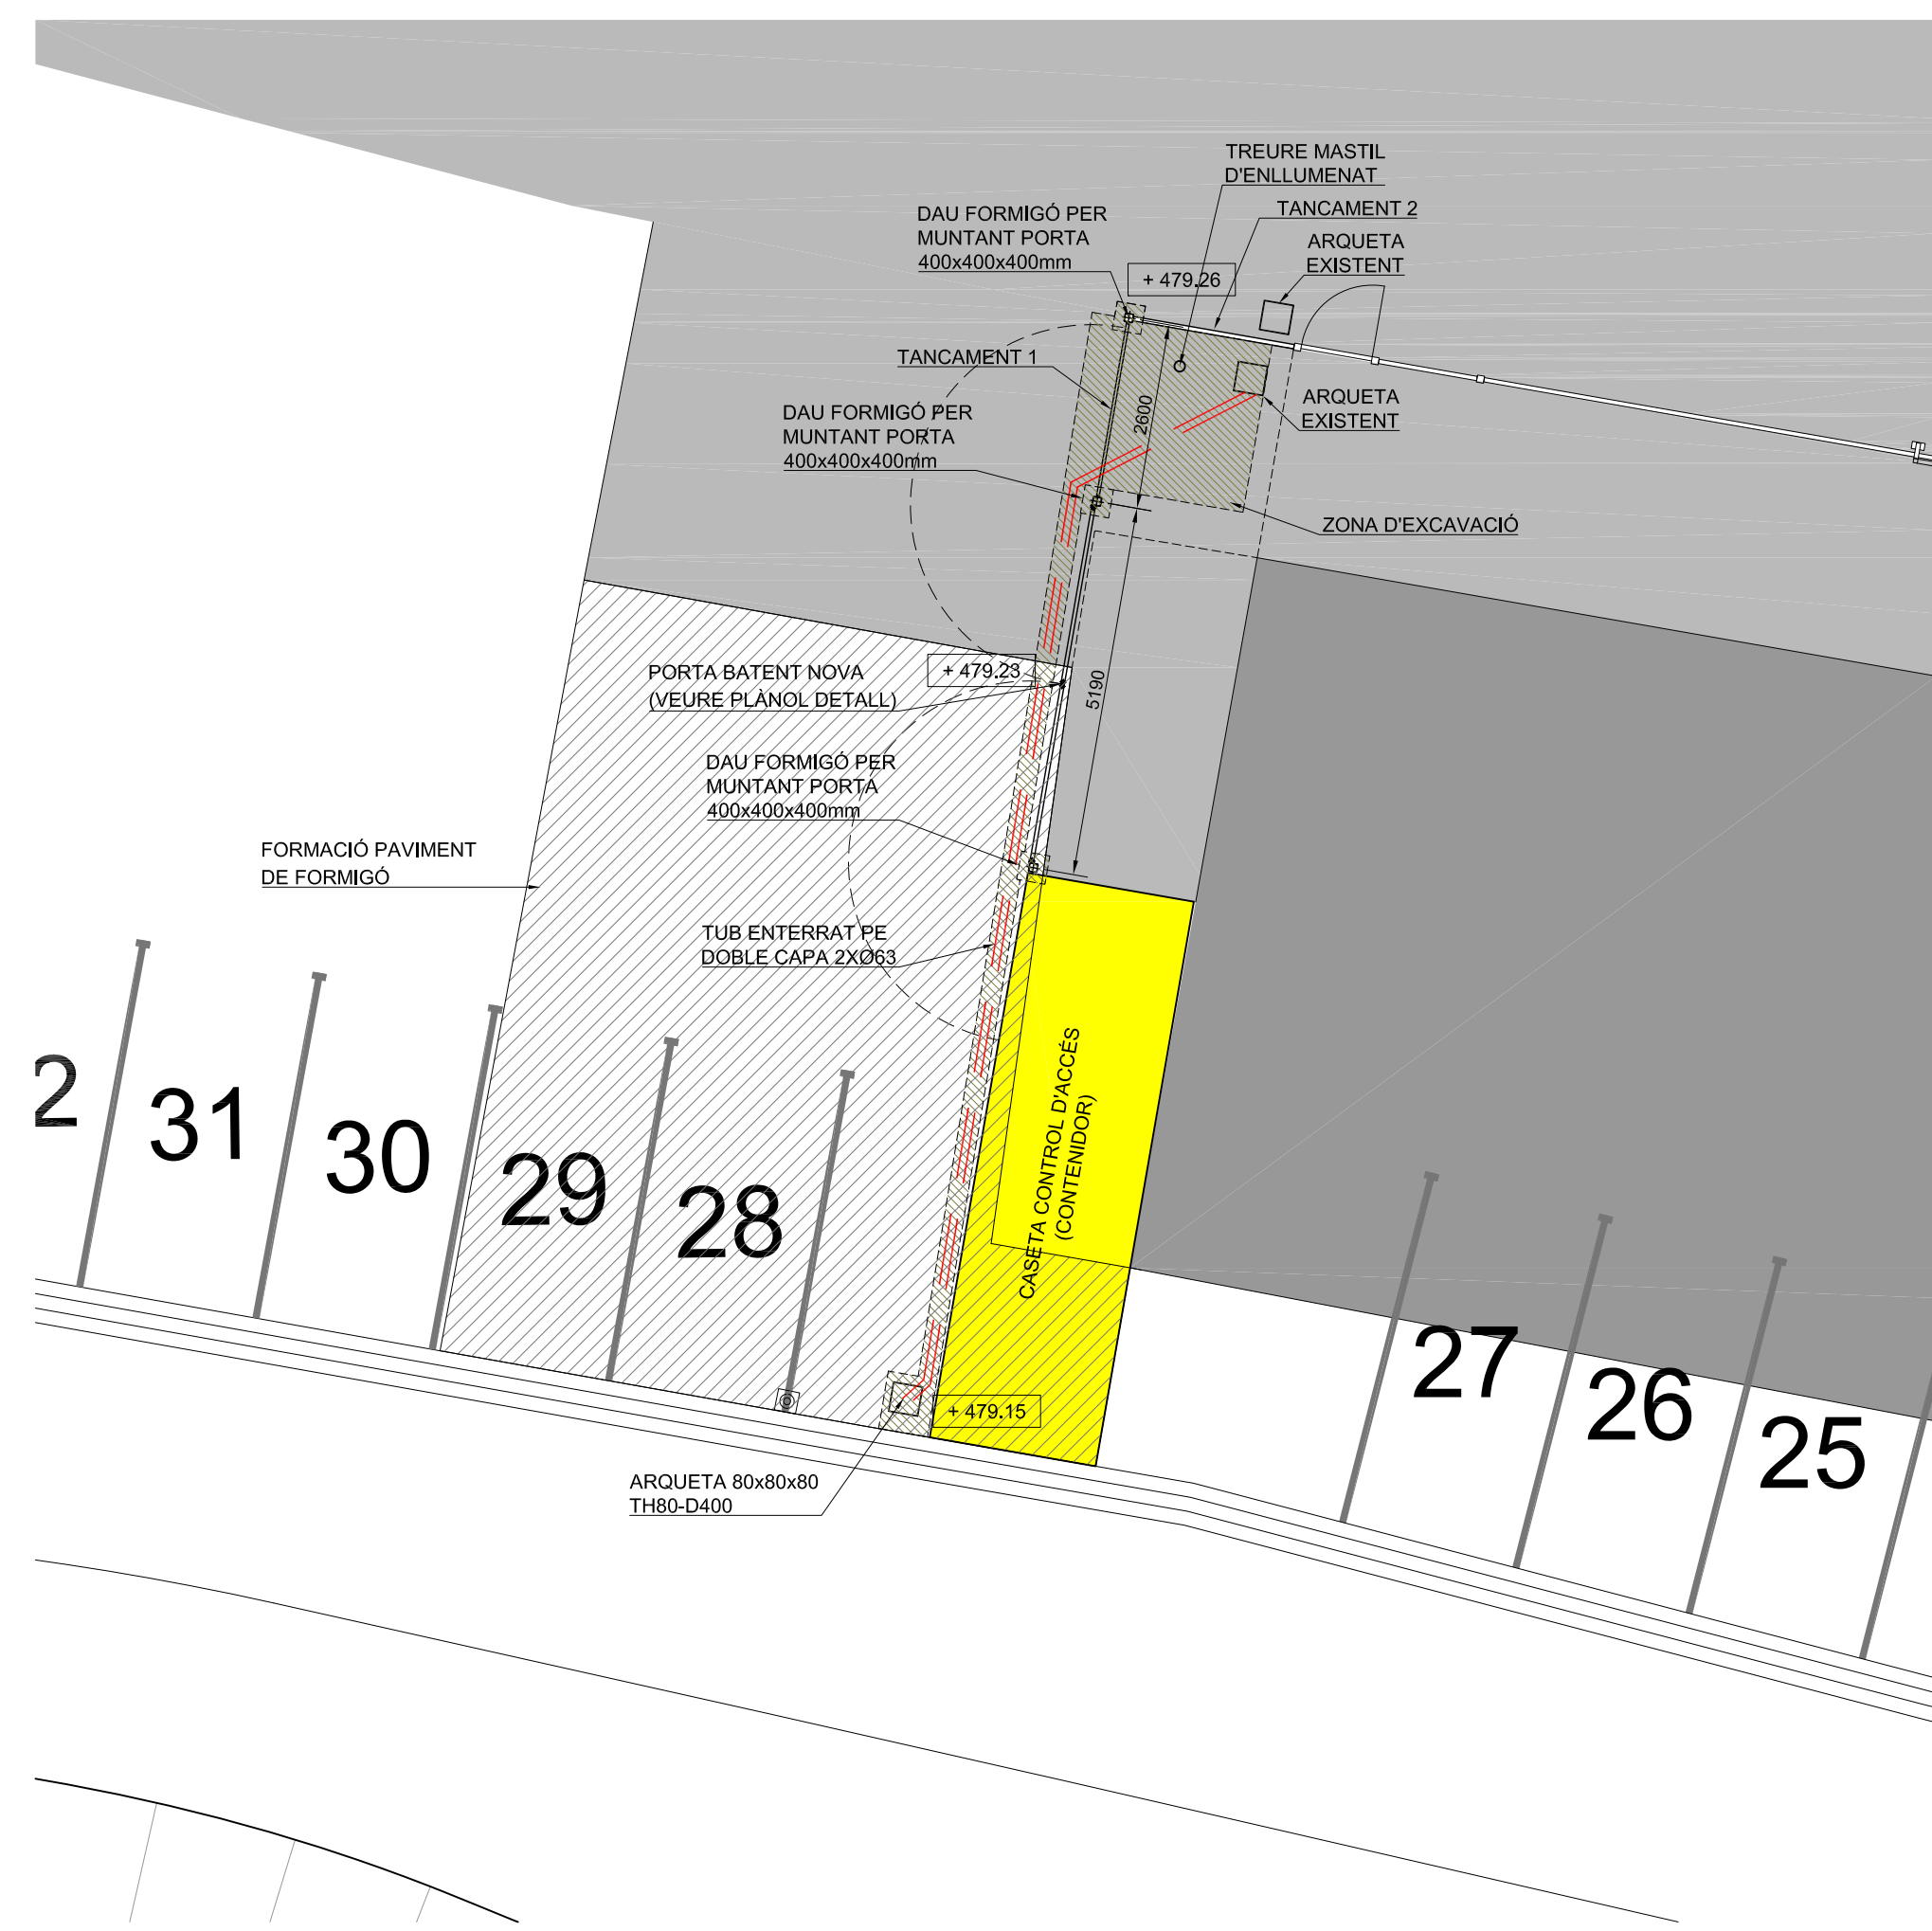 TREURE MASTIL
D'ENLLUMENAT
TANCAMENT 2
DAU FORMIGÓ PER
MUNTANT PORTA
400x400x400mm
ARQUETA
EXISTENT
+ 479.26
TANCAMENT 1
2600
ARQUETA
EXISTENT
DAU FORMIGÓ PER
MUNTANT PORTA
400x400x400mm
ZONA D'EXCAVACIÓ
PORTA BATENT NOVA
(VEURE PLÀNOL DETALL)
+ 479.23
5190
DAU FORMIGÓ PER
MUNTANT PORTA
400x400x400mm
FORMACIÓ PAVIMENT
DE FORMIGÓ
TUB ENTERRAT PE
DOBLE CAPA 2XØ63
CASETA CONTROL D'ACCÉS
(CONTENIDOR)
2
31
30
29
28
27
26
25
+ 479.15
ARQUETA 80x80x80
TH80-D400